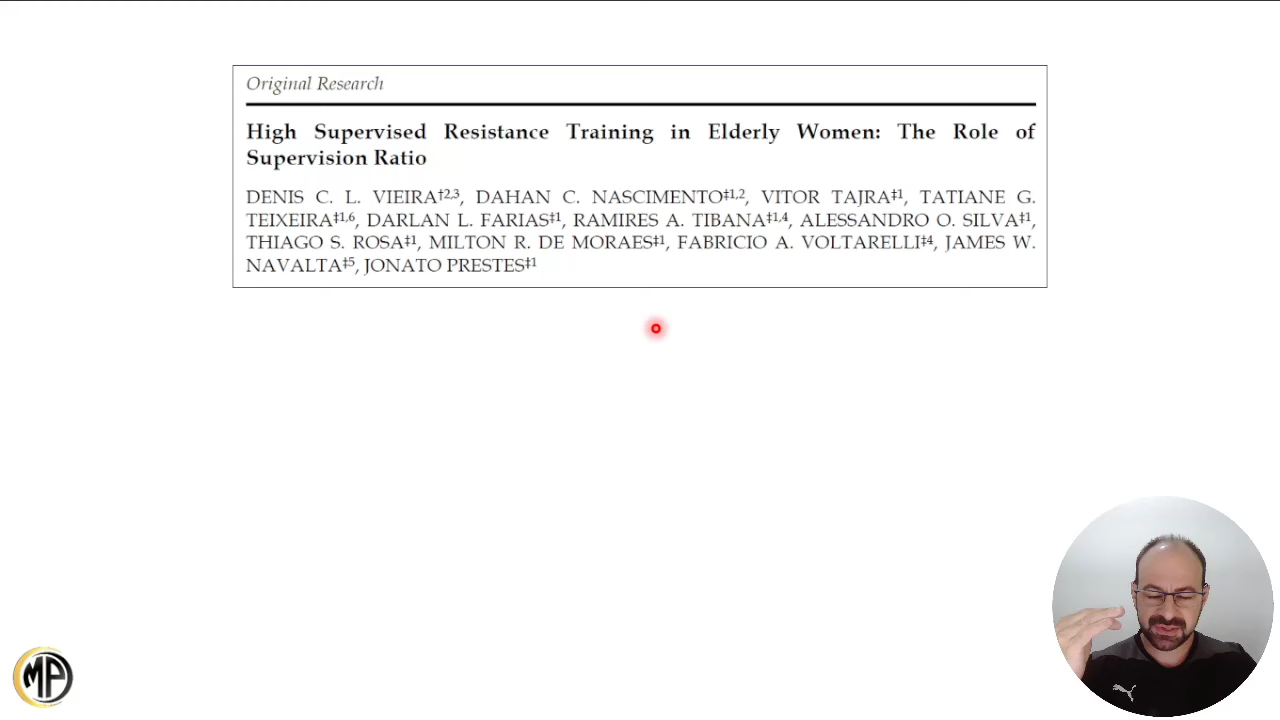 Original Research
High Supervised Resistance Training in Elderly Women: The Role of
Supervision Ratio
DENIS C. L. VIEIRA†2,3, DAHAN C. NASCIMENTO‡1,2, VITOR TAJRA‡1, TATIANE G.
TEIXEIRA‡1,6, DARLAN L. FARIAS‡1, RAMIRES A. TIBANA‡1,4, ALESSANDRO O. SILVA‡1,
THIAGO S. ROSA‡1, MILTON R. DE MORAES‡1, FABRICIO A. VOLTARELLI‡4, JAMES W.
NAVALTA‡5, JONATO PRESTES‡1
MP